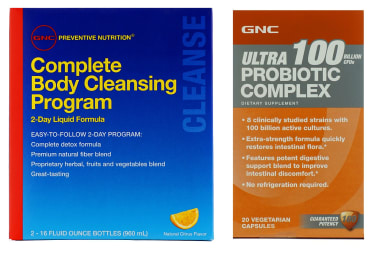 GNC PREVENTIVE NUTRITION®
Complete
Body Cleansing
Program
2-Day Liquid Formula
EASY-TO-FOLLOW 2-DAY PROGRAM:
Complete detox formula
Premium natural fiber blend
Proprietary herbal, fruits and vegetables blend
Great-tasting
CLEANSE
Natural Citrus Flavor
2 - 16 FLUID OUNCE BOTTLES (960 mL)
GNC
ULTRA 100 BILLION CFUs
PROBIOTIC
COMPLEX
DIETARY SUPPLEMENT
• 8 clinically studied strains with
100 billion active cultures.
• Extra-strength formula quickly
restores intestinal flora.*
• Features potent digestive
support blend to improve
intestinal discomfort.*
• No refrigeration required.
20 VEGETARIAN
CAPSULES
GUARANTEED
POTENCY